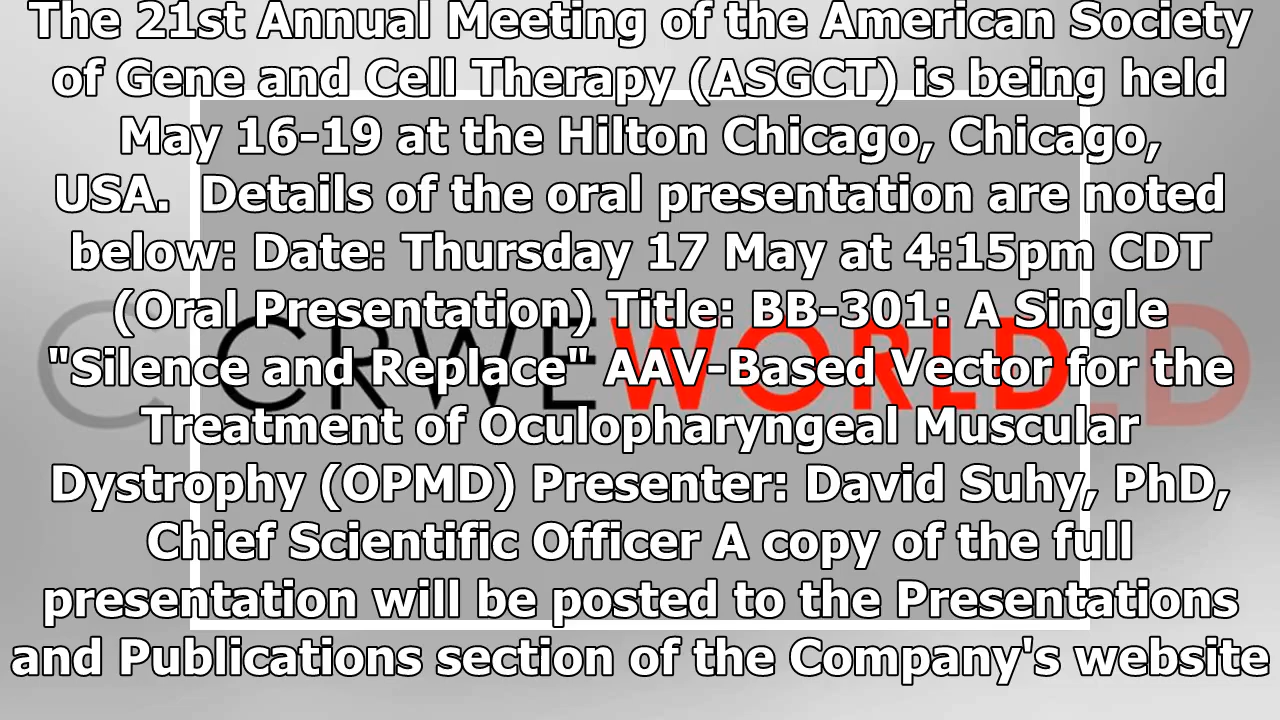 The 21st Annual Meeting of the American Society
of Gene and Cell Therapy (ASGCT) is being held
May 16-19 at the Hilton Chicago, Chicago,
USA.  Details of the oral presentation are noted
below: Date: Thursday 17 May at 4:15pm CDT
(Oral Presentation) Title: BB-301: A Single
"Silence and Replace" AAV-Based Vector for the
Treatment of Oculopharyngeal Muscular
Dystrophy (OPMD) Presenter: David Suhy, PhD,
Chief Scientific Officer A copy of the full
presentation will be posted to the Presentations
and Publications section of the Company's website
CRWEWORLD